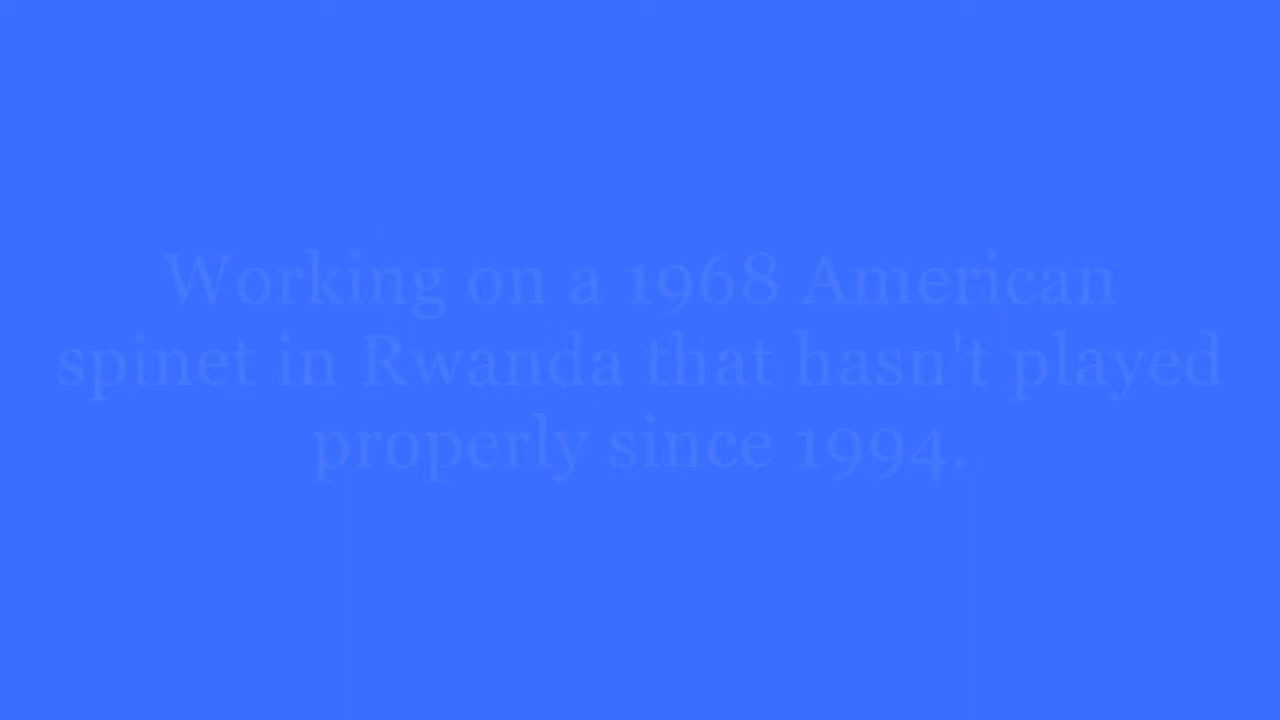 Working on a 1968 American
spinet in Rwanda that hasn't played
properly since 1994.